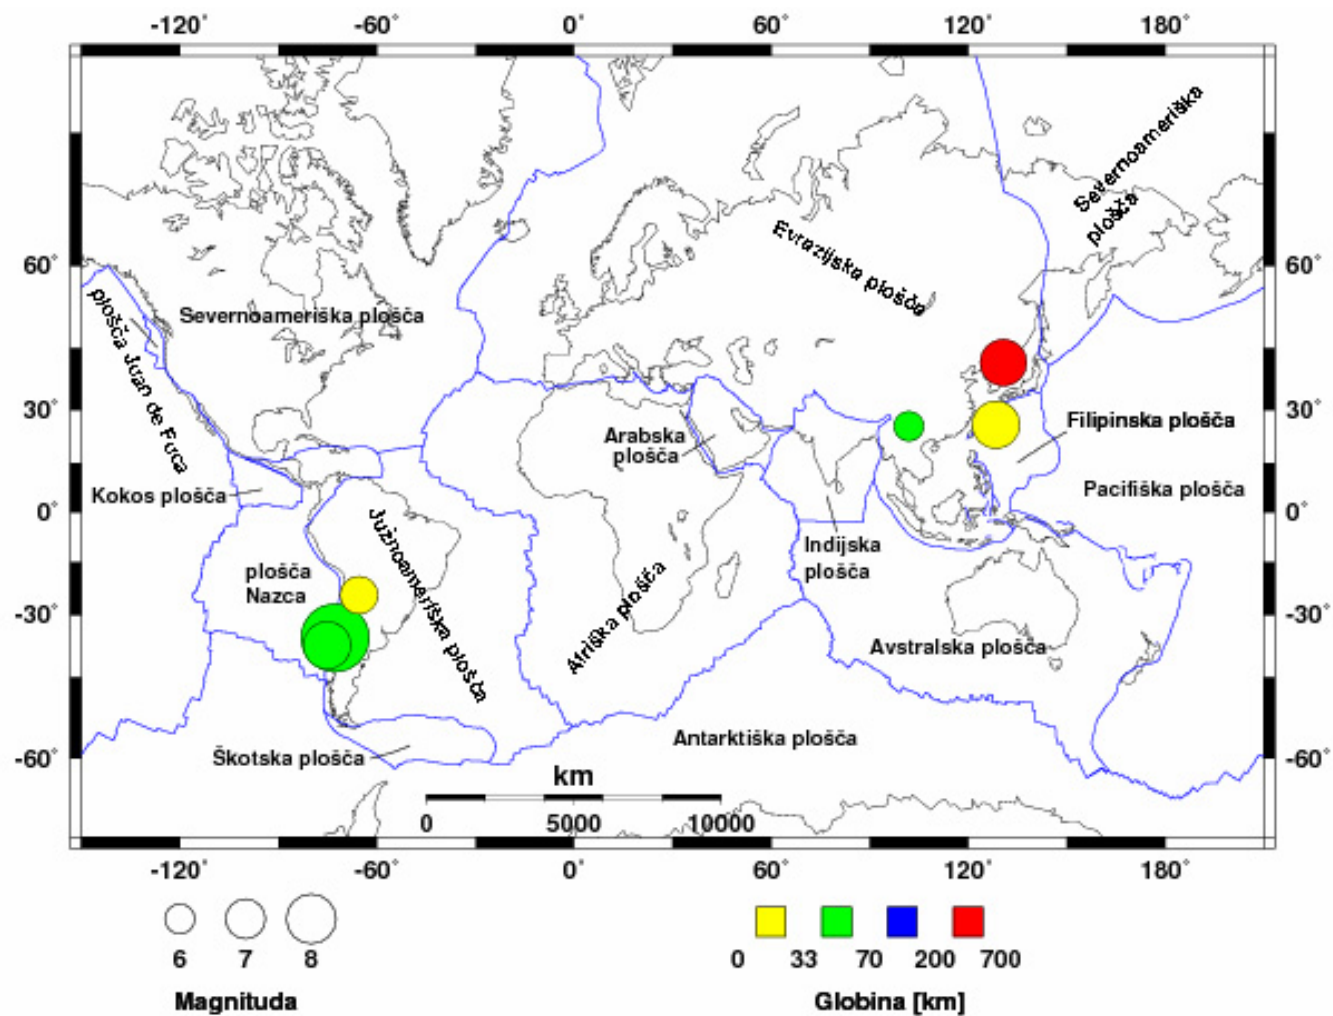 -120° -60° 0° 60° 120° 180°
Severnoameriška
plošča
Evrazijska plošča
60° 60°
plošča Juan de Fuca
Severnoameriška plošča
30° 30°
Filipinska plošča
Arabska
plošča
Kokos plošča
Pacifiška plošča
0° 0°
Južnoameriška plošča
Indijska
plošča
plošča
Nazca
Afriška plošča
-30° -30°
Avstralska plošča
Antarktiška plošča
Škotska plošča
-60° -60°
km
0 5000 10000
-120° -60° 0° 60° 120° 180°
6 7 8
Magnituda
0 33 70 200 700
Globina [km]